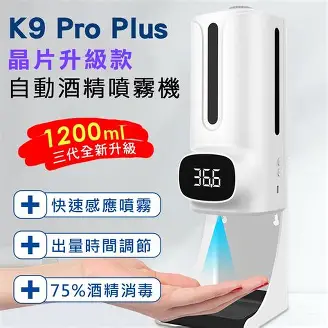 K9 Pro Plus
晶片升級款
自動酒精噴霧機
1200ml
三代全新升級
36.6
快速感應噴霧
出量時間調節
75%酒精消毒